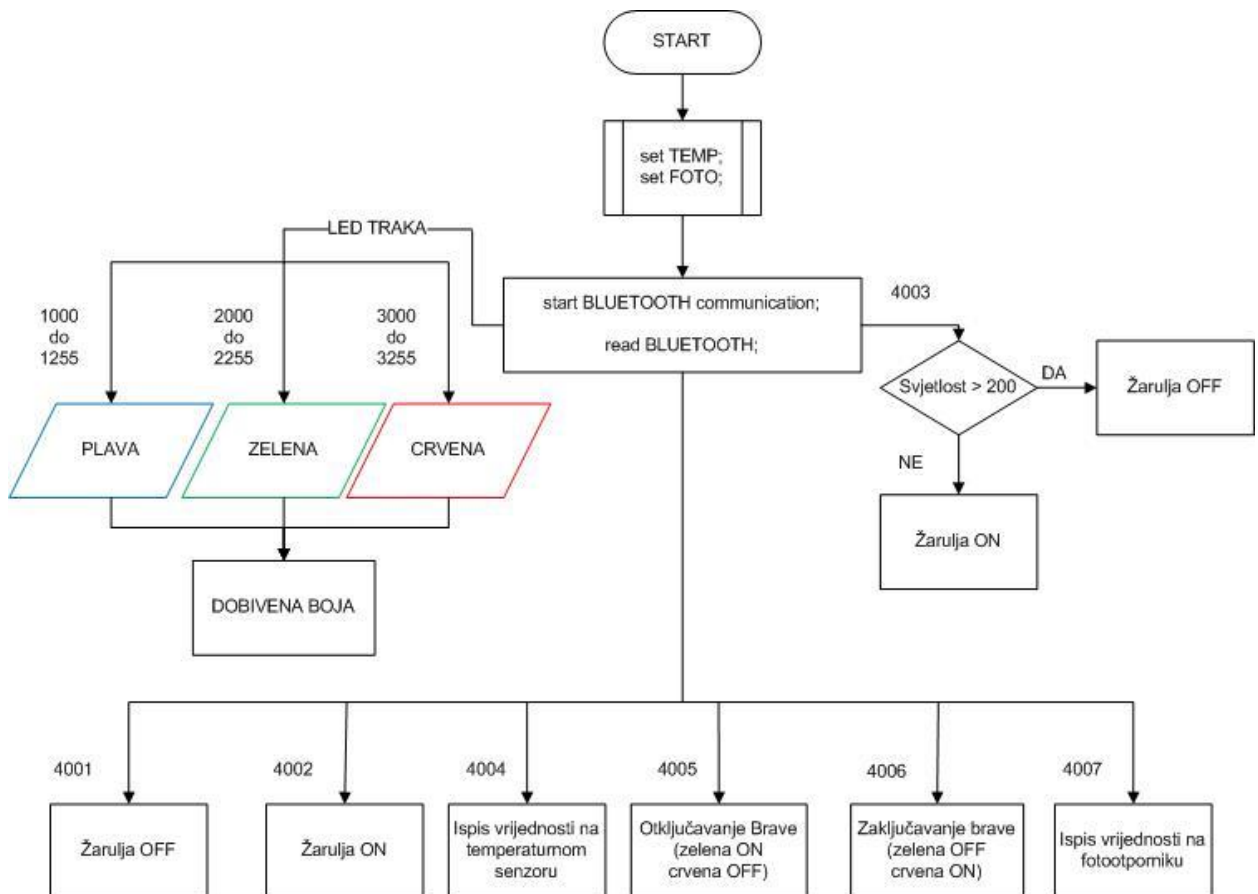 START
set TEMP;
set FOTO;
LED TRAKA
start BLUETOOTH communication;
read BLUETOOTH;
4003
1000
do
1255
2000
do
2255
3000
do
3255
Svjetlost > 200
DA
Žarulja OFF
NE
Žarulja ON
PLAVA
ZELENA
CRVENA
DOBIVENA BOJA
4001
Žarulja OFF
4002
Žarulja ON
4004
Ispis vrijednosti na
temperaturnom
senzoru
4005
Otključavanje Brave
(zelena ON
crvena OFF)
4006
Zaključavanje brave
(zelena OFF
crvena ON)
4007
Ispis vrijednosti na
fotootporniku